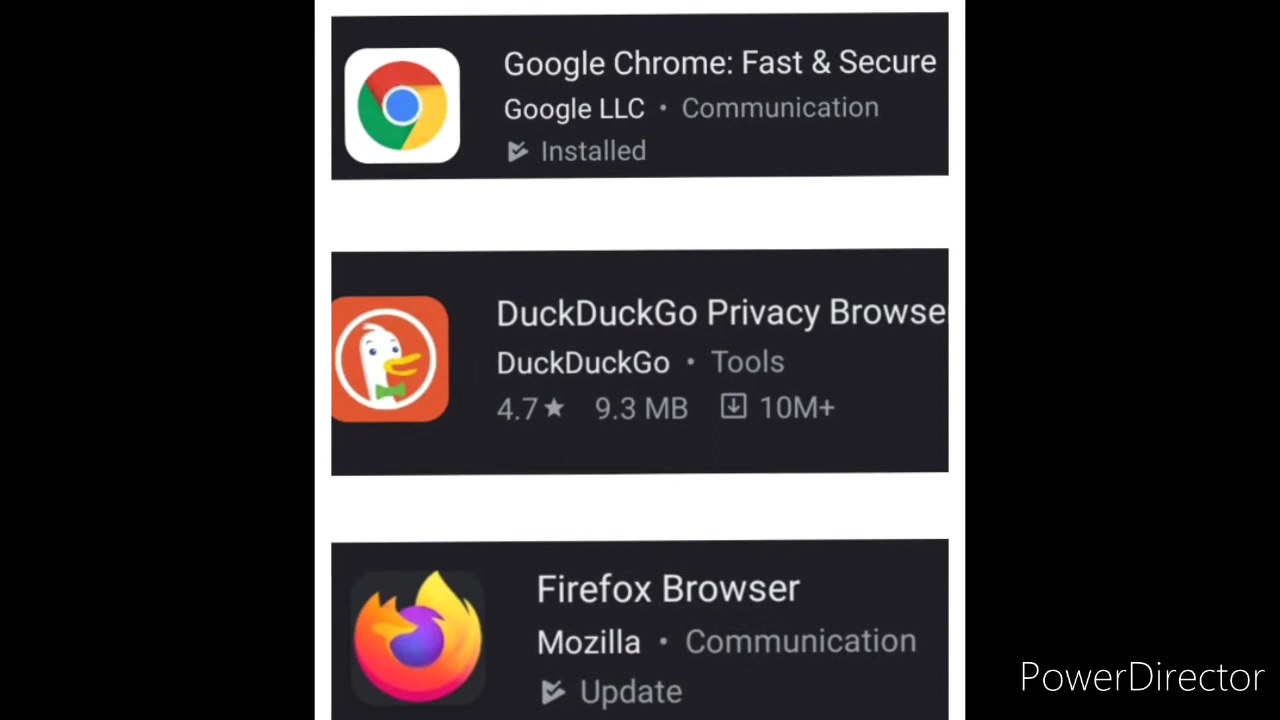 Google Chrome: Fast & Secure
Google LLC • Communication
Installed
DuckDuckGo Privacy Browse
DuckDuckGo • Tools
4.7★ 9.3 MB 10M+
Firefox Browser
Mozilla • Communication
Update
PowerDirector